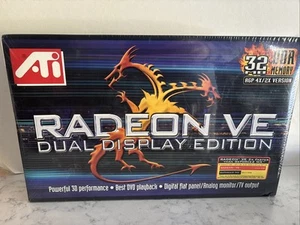 ATi
32 DDR
MEMORY
AGP 4X/2X VERSION
RADEON VE
DUAL DISPLAY EDITION
Powerful 3D performance • Best DVD playback • Digital flat panel/Analog monitor/TV output